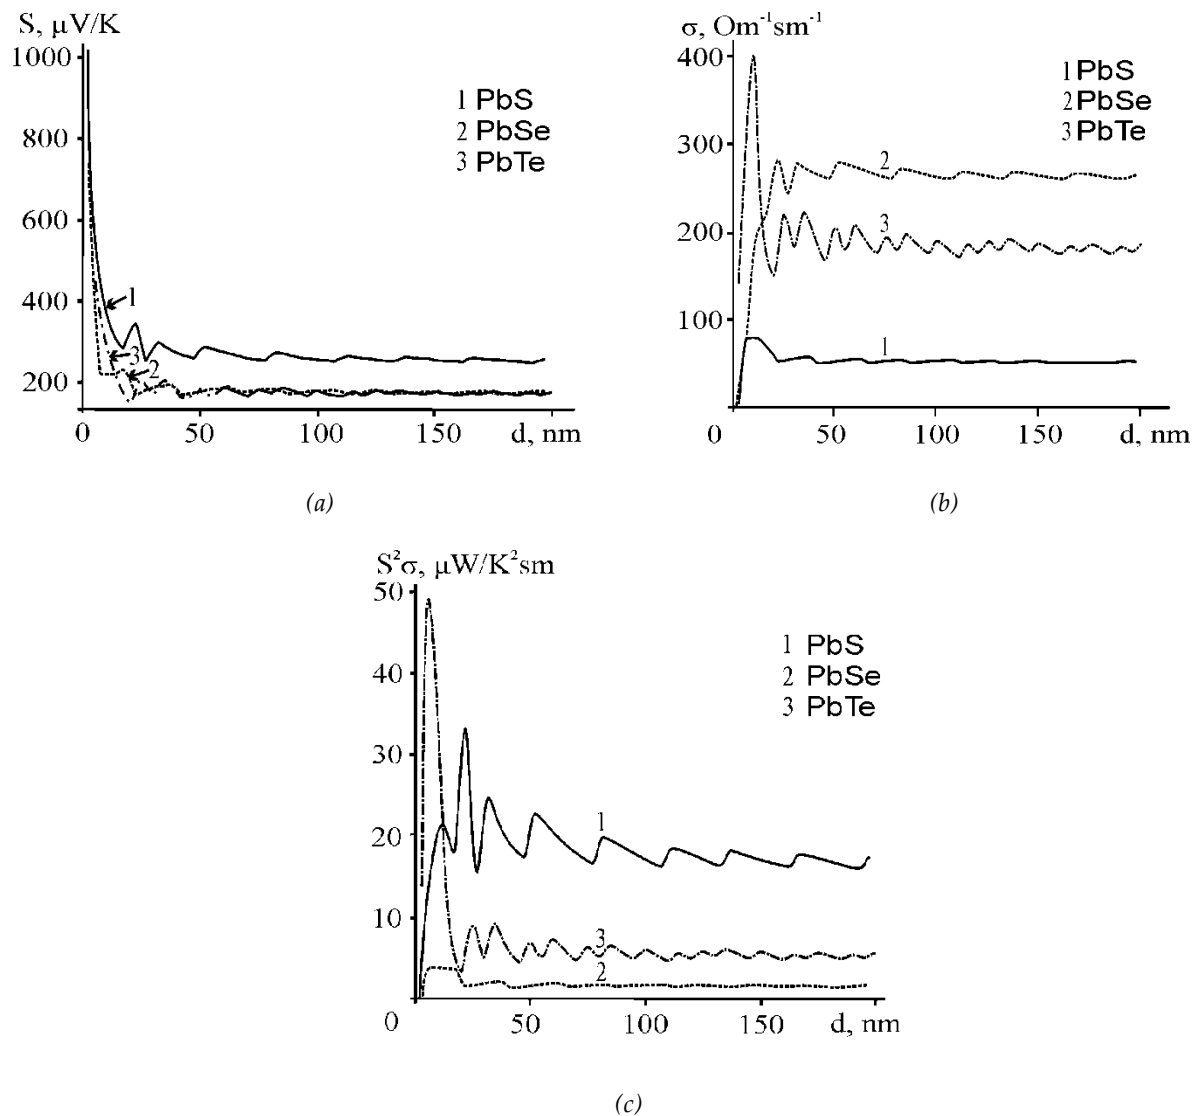 S, μV/K
1000
800
600
400
200
0
50
100
150
d, nm
1 PbS
2 PbSe
3 PbTe
1
3
2
(a)
σ, Om⁻¹sm⁻¹
400
300
200
100
0
50
100
150
d, nm
1 PbS
2 PbSe
3 PbTe
2
3
1
(b)
S²σ, μW/K²sm
50
40
30
20
10
0
50
100
150
d, nm
1 PbS
2 PbSe
3 PbTe
1
3
2
(c)